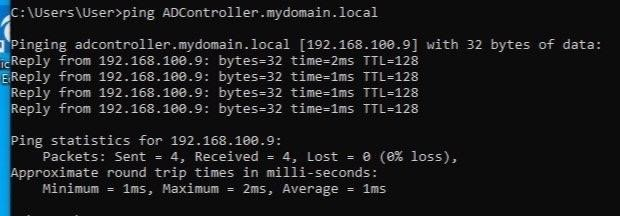 C:\Users\User>ping ADController.mydomain.local
Pinging adcontroller.mydomain.local [192.168.100.9] with 32 bytes of data:
Reply from 192.168.100.9: bytes=32 time=2ms TTL=128
Reply from 192.168.100.9: bytes=32 time=1ms TTL=128
Reply from 192.168.100.9: bytes=32 time=1ms TTL=128
Reply from 192.168.100.9: bytes=32 time=1ms TTL=128
Ping statistics for 192.168.100.9:
Packets: Sent = 4, Received = 4, Lost = 0 (0% loss),
Approximate round trip times in milli-seconds:
Minimum = 1ms, Maximum = 2ms, Average = 1ms